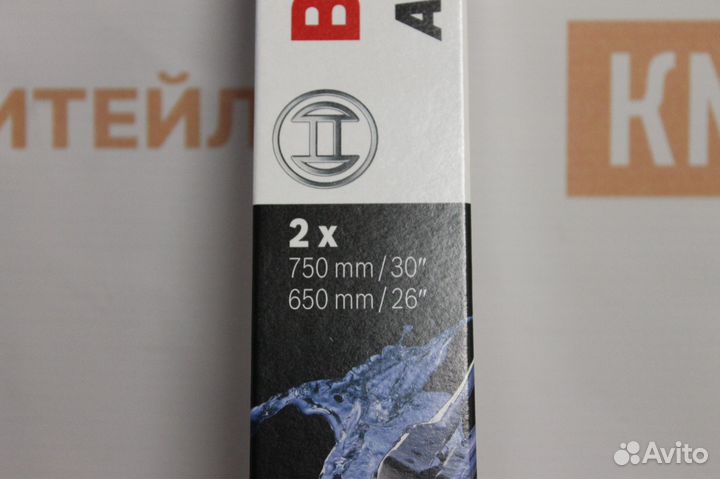 B
A
ИТЕЙЛ
КМ
2 x
750 mm / 30"
650 mm / 26"
Avito